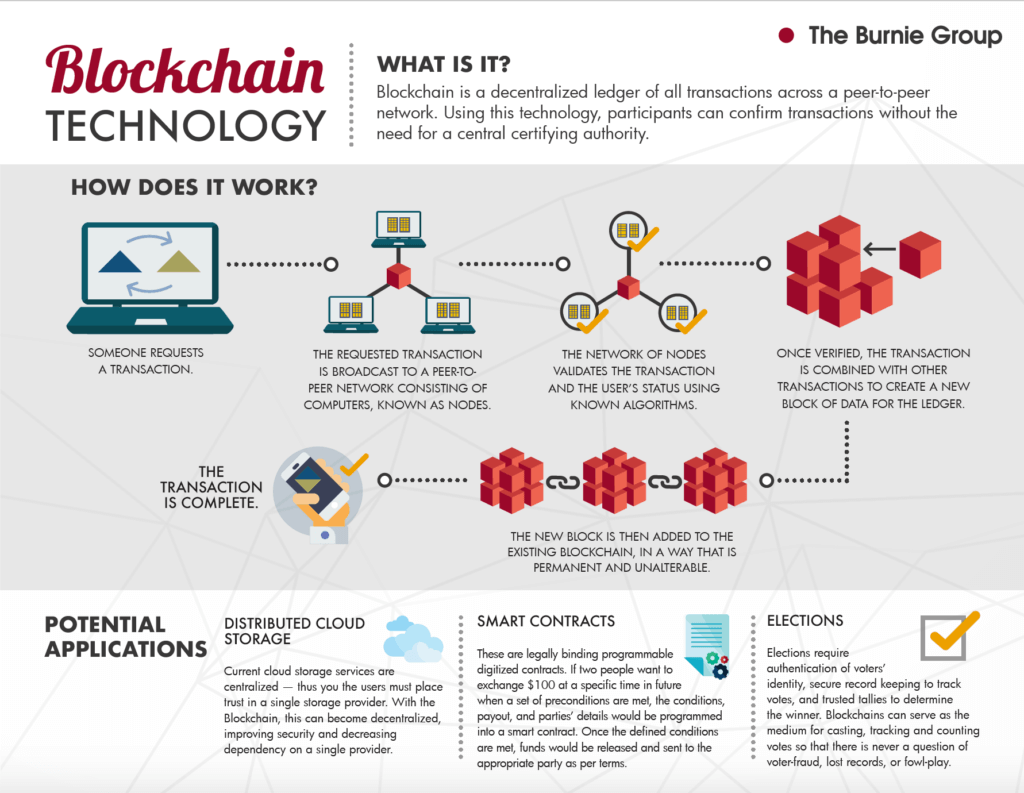 Blockchain
TECHNOLOGY
The Burnie Group
WHAT IS IT?
Blockchain is a decentralized ledger of all transactions across a peer-to-peer
network. Using this technology, participants can confirm transactions without the
need for a central certifying authority.
HOW DOES IT WORK?
SOMEONE REQUESTS
A TRANSACTION.
THE REQUESTED TRANSACTION
IS BROADCAST TO A PEER-TO-
PEER NETWORK CONSISTING OF
COMPUTERS, KNOWN AS NODES.
THE NETWORK OF NODES
VALIDATES THE TRANSACTION
AND THE USER'S STATUS USING
KNOWN ALGORITHMS.
ONCE VERIFIED, THE TRANSACTION
IS COMBINED WITH OTHER
TRANSACTIONS TO CREATE A NEW
BLOCK OF DATA FOR THE LEDGER.
THE NEW BLOCK IS THEN ADDED TO THE
EXISTING BLOCKCHAIN, IN A WAY THAT IS
PERMANENT AND UNALTERABLE.
THE
TRANSACTION
IS COMPLETE.
POTENTIAL
APPLICATIONS
DISTRIBUTED CLOUD
STORAGE
Current cloud storage services are
centralized — thus you the users must place
trust in a single storage provider. With the
Blockchain, this can become decentralized,
improving security and decreasing
dependency on a single provider.
SMART CONTRACTS
These are legally binding programmable
digitized contracts. If two people want to
exchange $100 at a specific time in future
when a set of preconditions are met, the conditions,
payout, and parties' details would be programmed
into a smart contract. Once the defined conditions
are met, funds would be released and sent to the
appropriate party as per terms.
ELECTIONS
Elections require
authentication of voters'
identity, secure record keeping to track
votes, and trusted tallies to determine
the winner. Blockchains can serve as the
medium for casting, tracking and counting
votes so that there is never a question of
voter-fraud, lost records, or fowl-play.